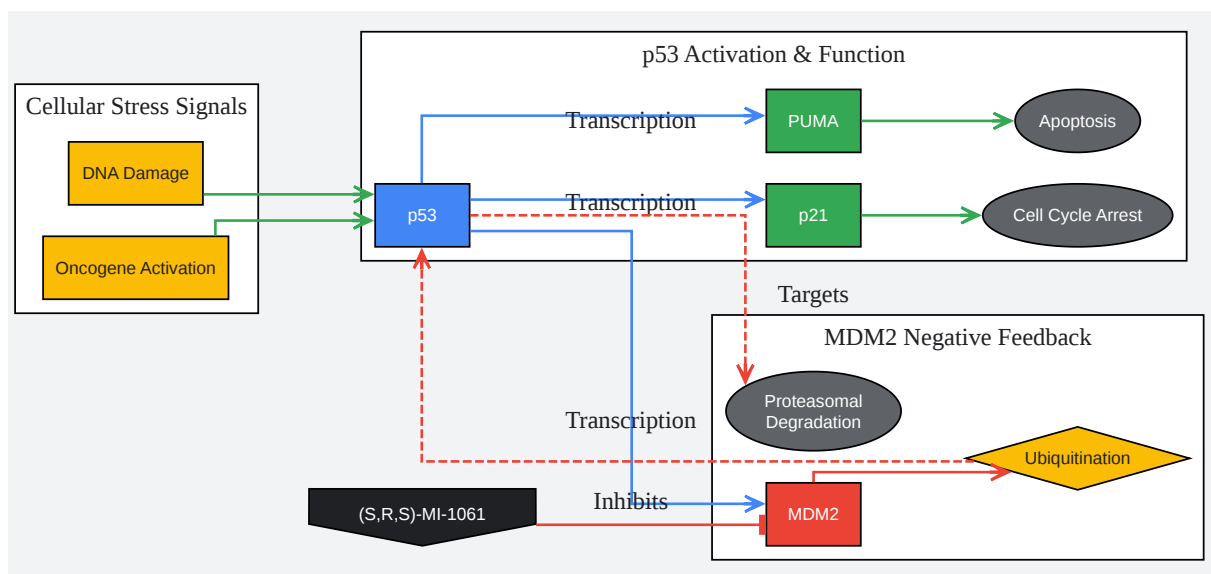 p53 Activation & Function
Cellular Stress Signals
Transcription
PUMA
Apoptosis
DNA Damage
Transcription
p53
p21
Cell Cycle Arrest
Oncogene Activation
Targets
MDM2 Negative Feedback
Proteasomal
Degradation
Transcription
Ubiquitination
Inhibits
(S,R,S)-MI-1061
MDM2